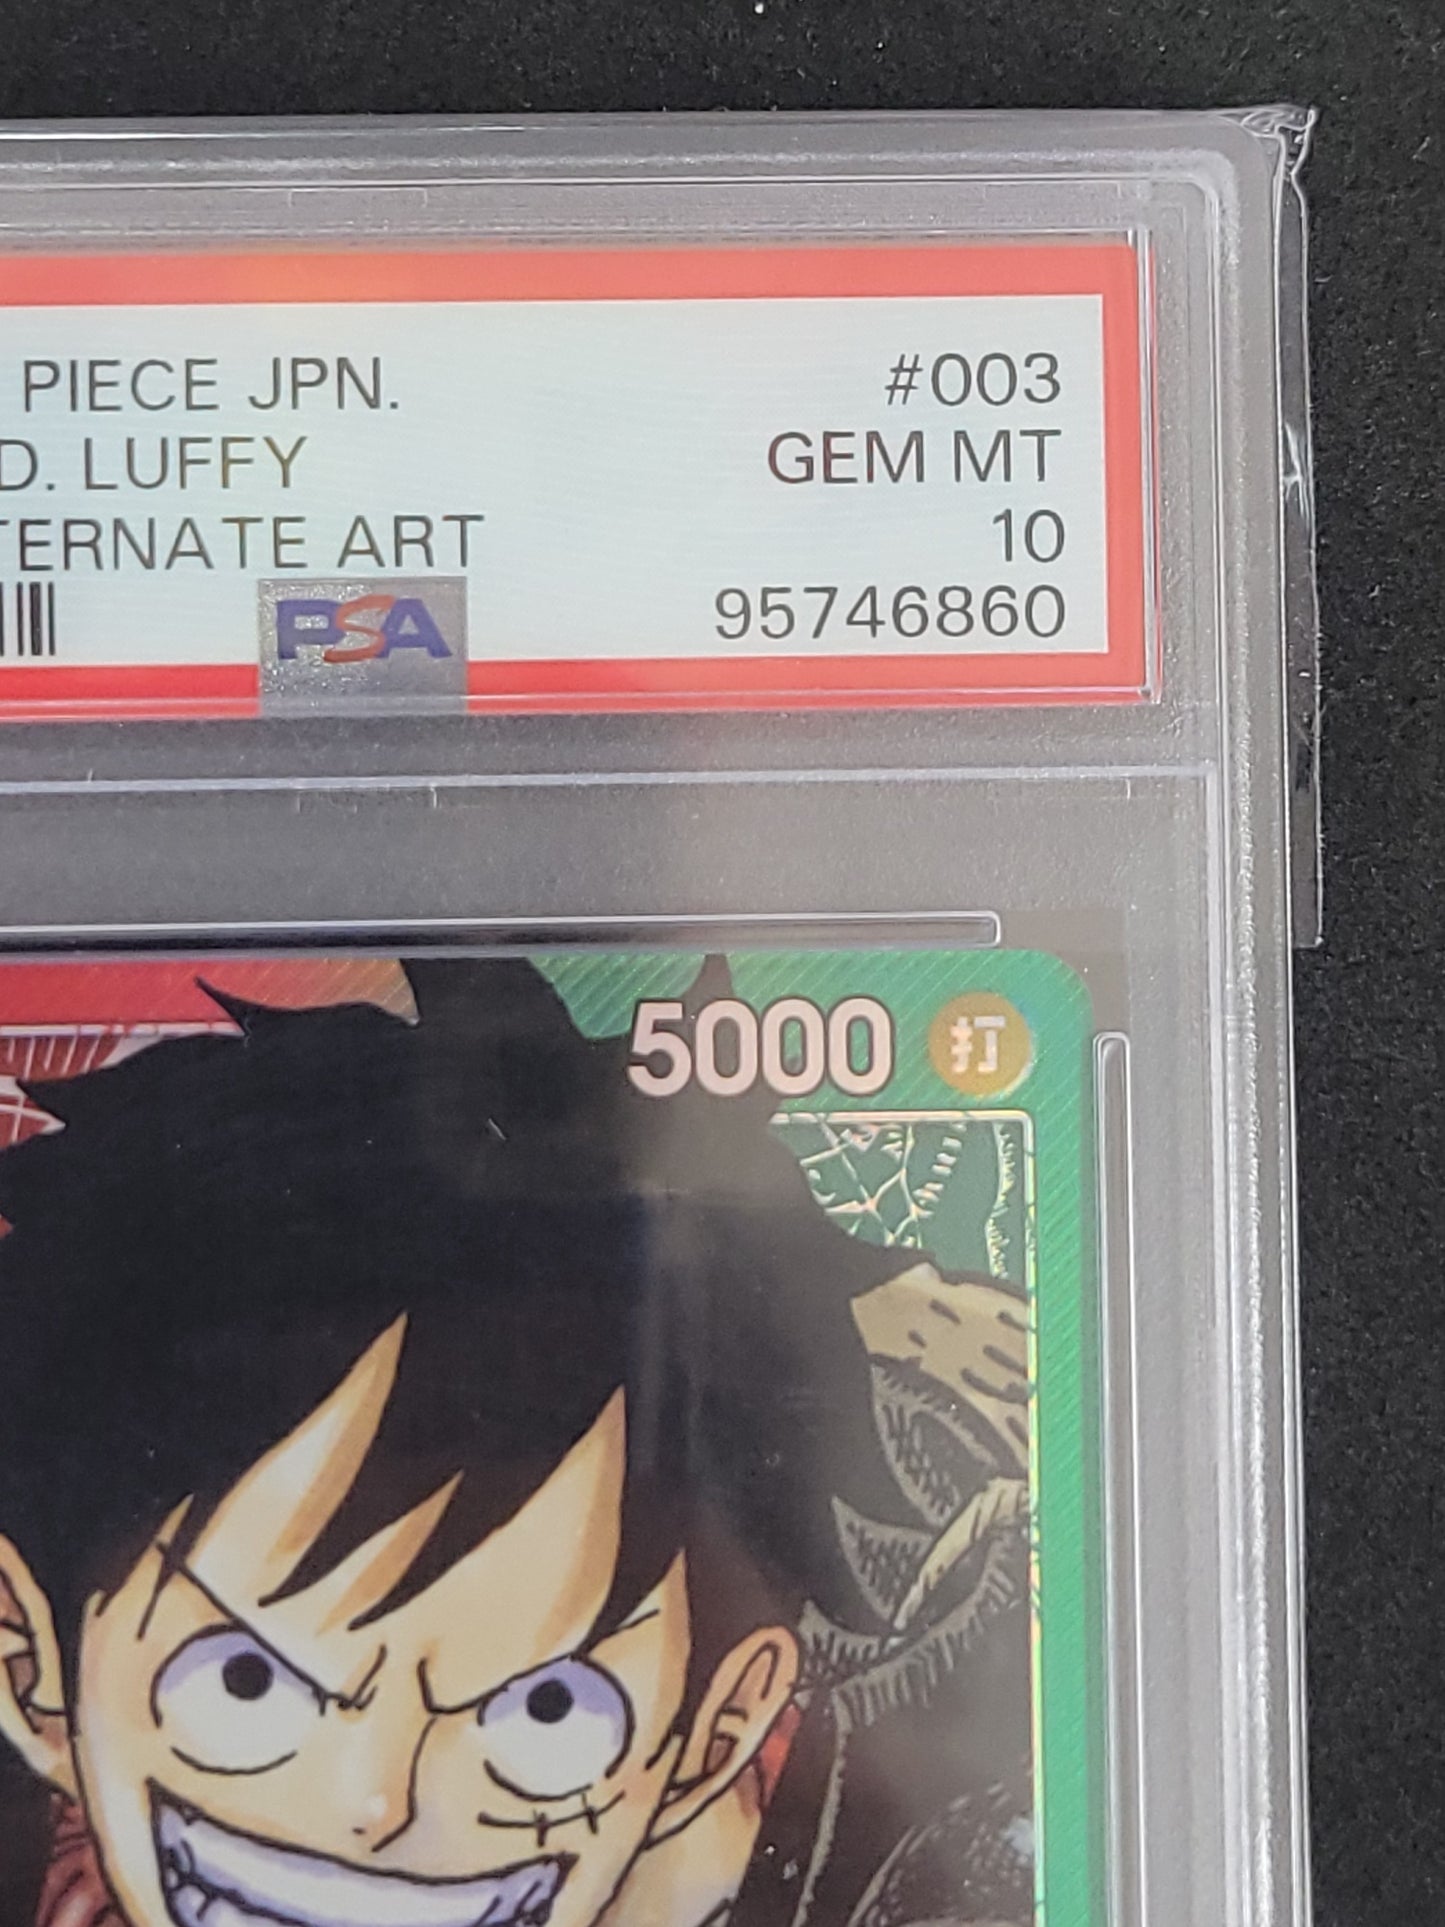 PIECE JPN. #003
D. LUFFY GEM MT
TERNATE ART 10
PSA 95746860
5000 打